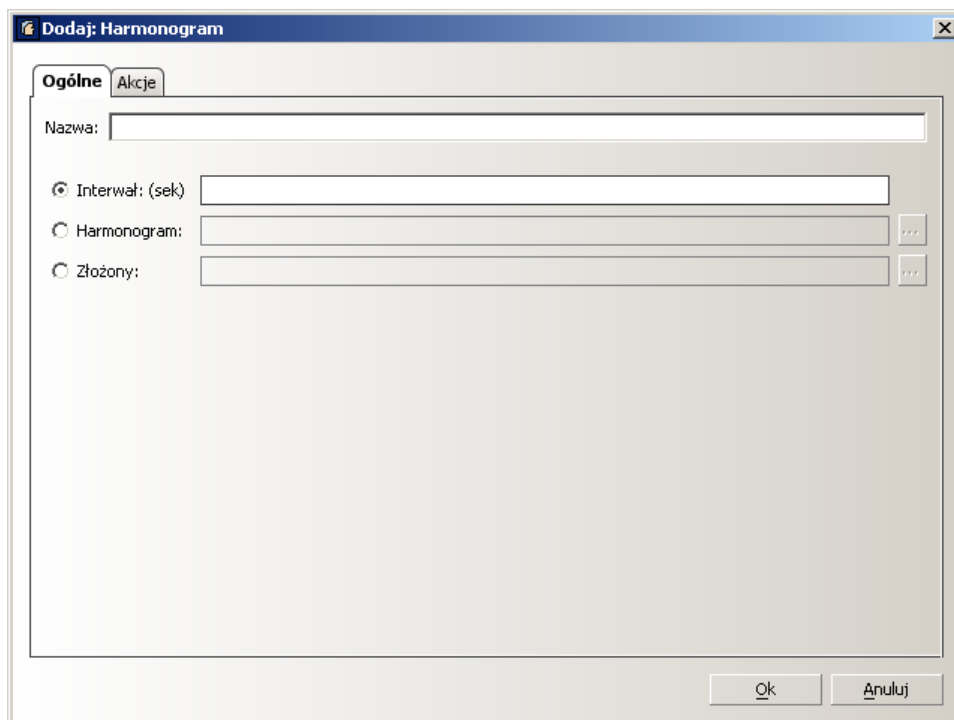 Dodaj: Harmonogram
Ogólne Akcje
Nazwa:
Interwał: (sek)
Harmonogram: ...
Złożony: ...
Ok Anuluj